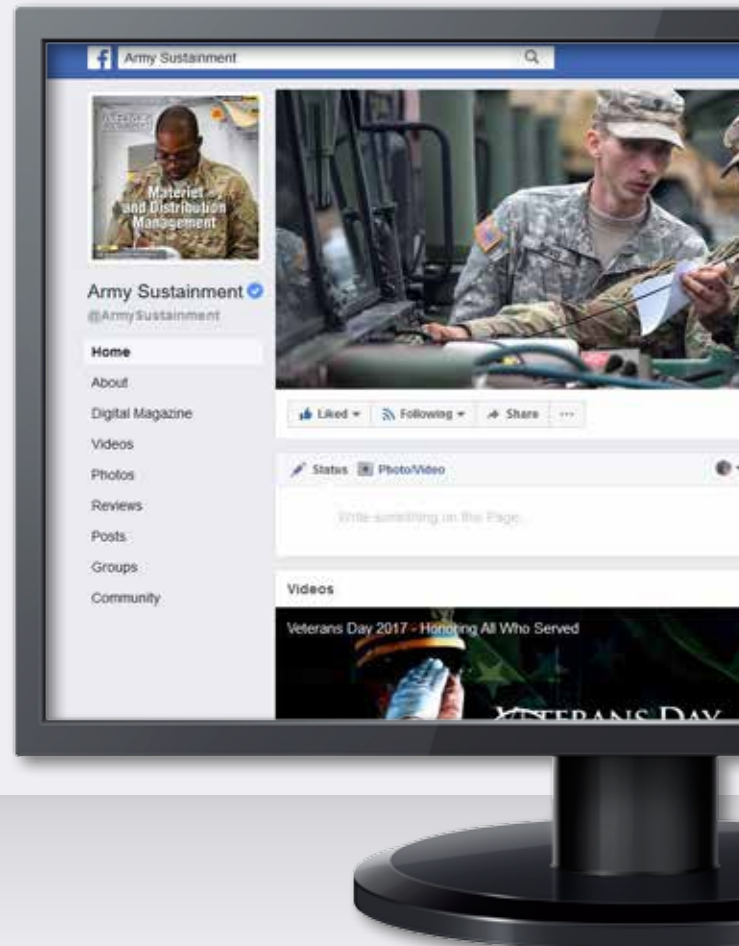 f Army Sustainment
Materiel
and Distribution
Management
Army Sustainment
@ArmySustainment
Home
About
Digital Magazine
Videos
Photos
Reviews
Posts
Groups
Community
Liked Following Share ...
Status Photo/Video
Write something on this Page...
Videos
Veterans Day 2017 - Honoring All Who Served
VETERANS DAY